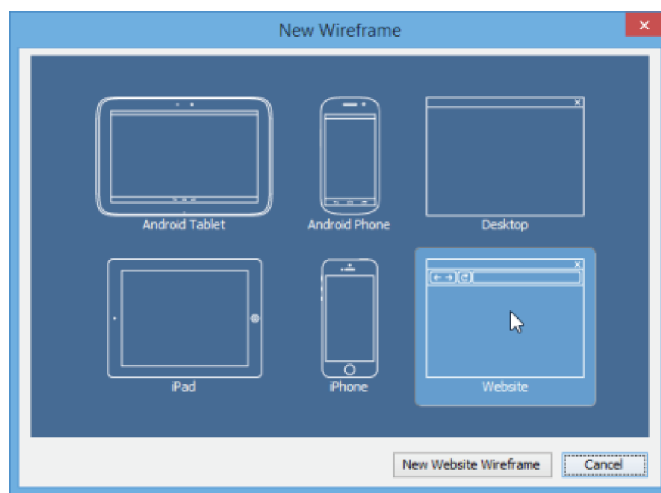 New Wireframe
Android Tablet
Android Phone
Desktop
iPad
iPhone
Website
New Website Wireframe
Cancel